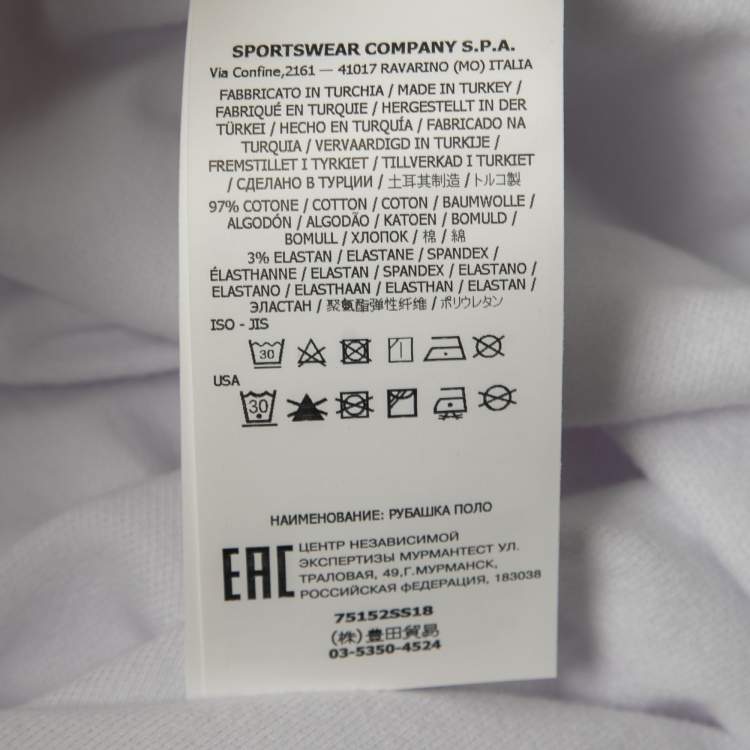 SPORTSWEAR COMPANY S.P.A.
Via Confine,2161 — 41017 RAVARINO (MO) ITALIA
FABBRICATO IN TURCHIA / MADE IN TURKEY /
FABRIQUÉ EN TURQUIE / HERGESTELLT IN DER
TÜRKEI / HECHO EN TURQUÍA / FABRICADO NA
TURQUIA / VERVAARDIGD IN TURKIJE /
FREMSTILLET I TYRKIET / TILLVERKAD I TURKIET
/ СДЕЛАНО В ТУРЦИИ / 土耳其制造 / トルコ製
97% COTONE / COTTON / COTON / BAUMWOLLE /
ALGODÓN / ALGODÃO / KATOEN / BOMULD /
BOMULL / ХЛОПОК / 棉 / 綿
3% ELASTAN / ELASTANE / SPANDEX /
ÉLASTHANNE / ELASTAN / SPANDEX / ELASTANO /
ELASTANO / ELASTHAAN / ELASTHAN / ELASTAN /
ЭЛАСТАН / 聚氨酯弹性纤维 / ポリウレタン
ISO - JIS
30
USA
30
НАИМЕНОВАНИЕ: РУБАШКА ПОЛО
EAC
ЦЕНТР НЕЗАВИСИМОЙ
ЭКСПЕРТИЗЫ МУРМАНТЕСТ УЛ.
ТРАЛОВАЯ, 49,Г.МУРМАНСК,
РОССИЙСКАЯ ФЕДЕРАЦИЯ, 183038
75152SS18
(株)豊田貿易
03-5350-4524